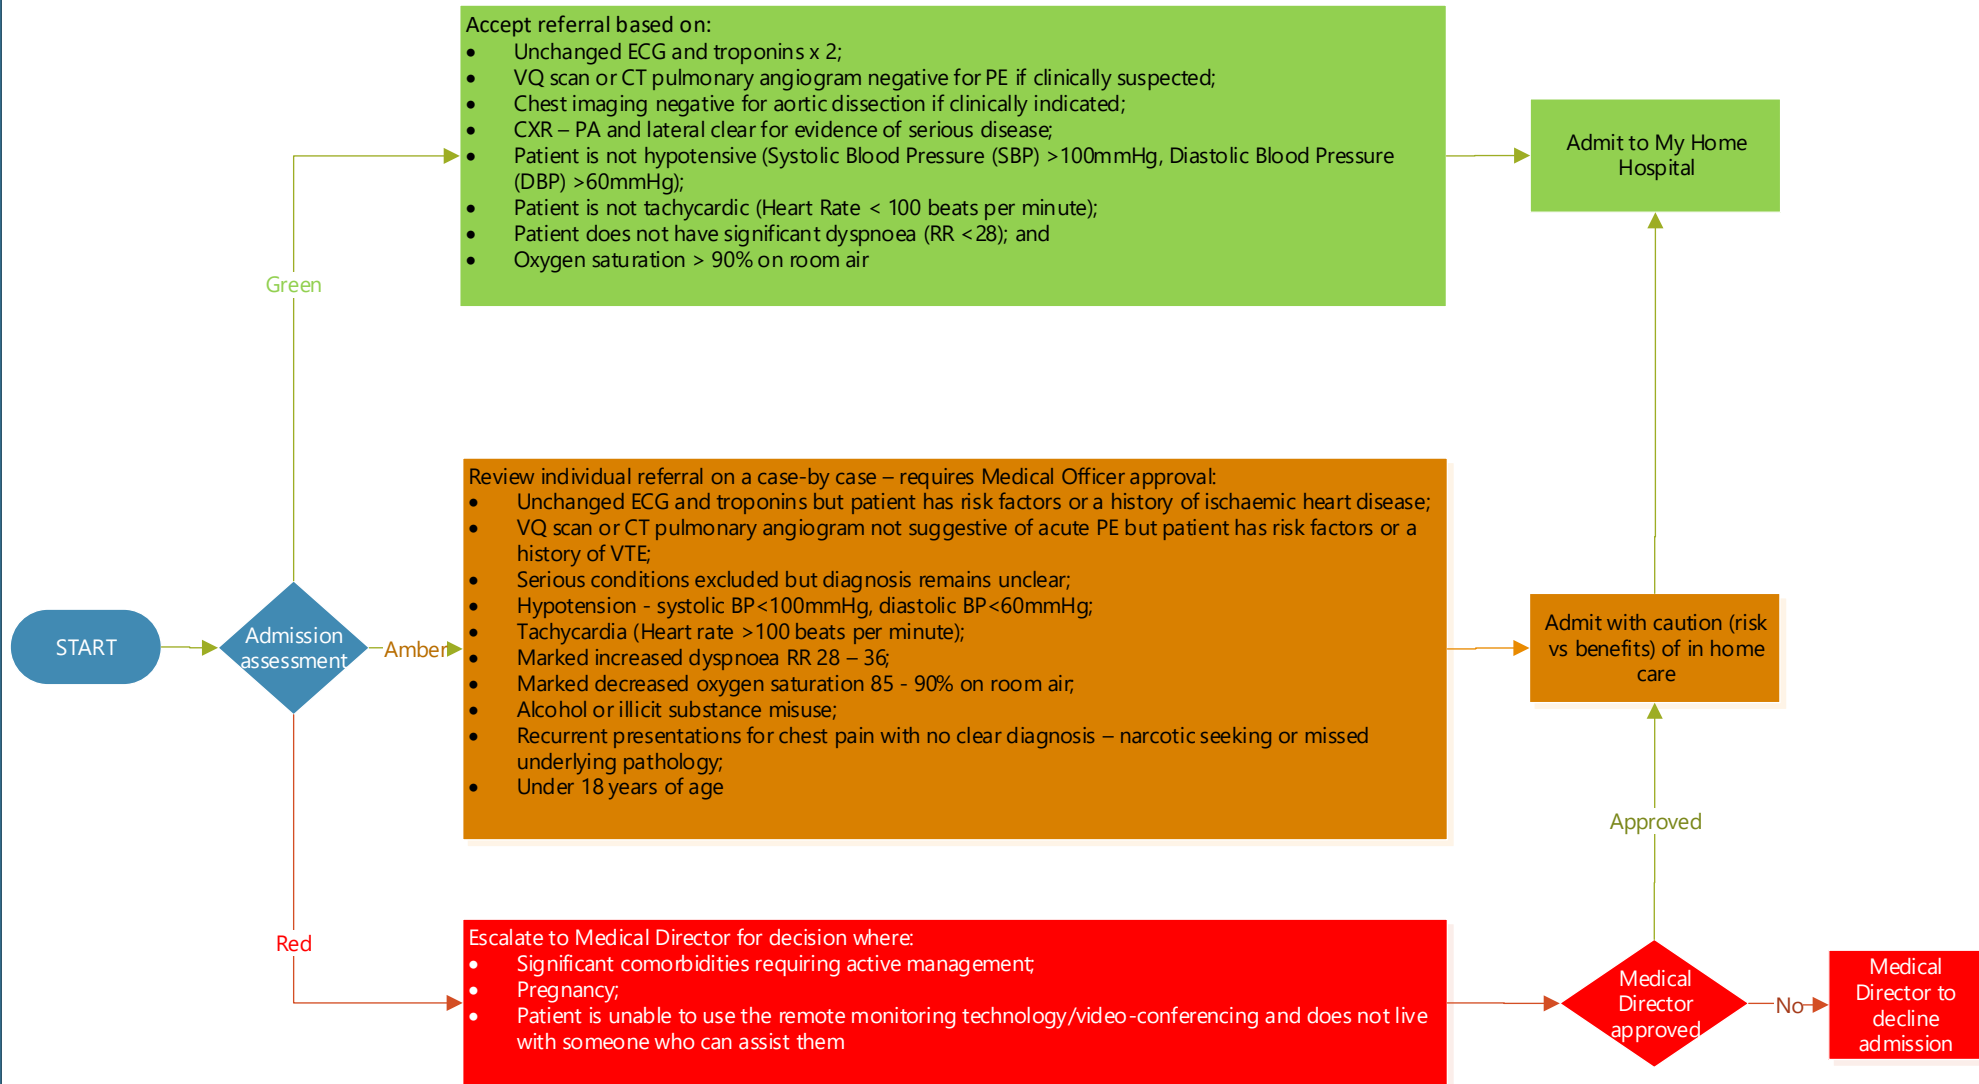 Accept referral based on:
• Unchanged ECG and troponins x 2;
• VQ scan or CT pulmonary angiogram negative for PE if clinically suspected;
• Chest imaging negative for aortic dissection if clinically indicated;
• CXR – PA and lateral clear for evidence of serious disease;
• Patient is not hypotensive (Systolic Blood Pressure (SBP) >100mmHg, Diastolic Blood Pressure
(DBP) >60mmHg);
• Patient is not tachycardic (Heart Rate < 100 beats per minute);
• Patient does not have significant dyspnoea (RR <28); and
• Oxygen saturation > 90% on room air
Admit to My Home
Hospital
Green
START
Admission
assessment
Amber
Review individual referral on a case-by case – requires Medical Officer approval:
• Unchanged ECG and troponins but patient has risk factors or a history of ischaemic heart disease;
• VQ scan or CT pulmonary angiogram not suggestive of acute PE but patient has risk factors or a
history of VTE;
• Serious conditions excluded but diagnosis remains unclear;
• Hypotension - systolic BP<100mmHg, diastolic BP<60mmHg;
• Tachycardia (Heart rate >100 beats per minute);
• Marked increased dyspnoea RR 28 – 36;
• Marked decreased oxygen saturation 85 - 90% on room air;
• Alcohol or illicit substance misuse;
• Recurrent presentations for chest pain with no clear diagnosis – narcotic seeking or missed
underlying pathology;
• Under 18 years of age
Admit with caution (risk
vs benefits) of in home
care
Approved
Red
Escalate to Medical Director for decision where:
• Significant comorbidities requiring active management;
• Pregnancy;
• Patient is unable to use the remote monitoring technology/video-conferencing and does not live
with someone who can assist them
Medical
Director
approved
No
Medical
Director to
decline
admission